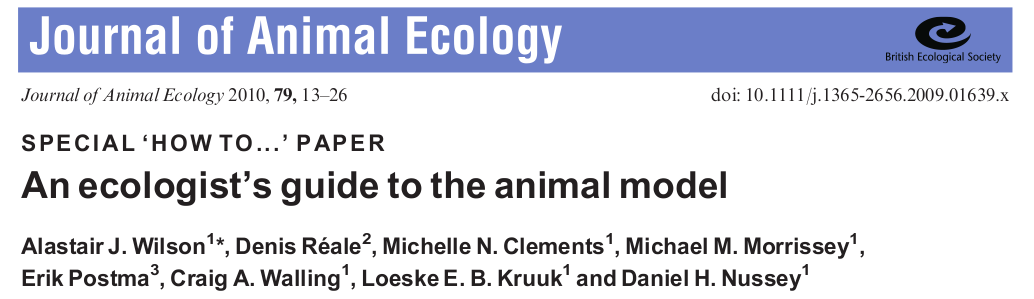 Journal of Animal Ecology
British Ecological Society
Journal of Animal Ecology 2010, 79, 13–26
doi: 10.1111/j.1365-2656.2009.01639.x
SPECIAL ‘HOW TO...’ PAPER
An ecologist’s guide to the animal model
Alastair J. Wilson¹*, Denis Réale², Michelle N. Clements¹, Michael M. Morrissey¹,
Erik Postma³, Craig A. Walling¹, Loeske E. B. Kruuk¹ and Daniel H. Nussey¹